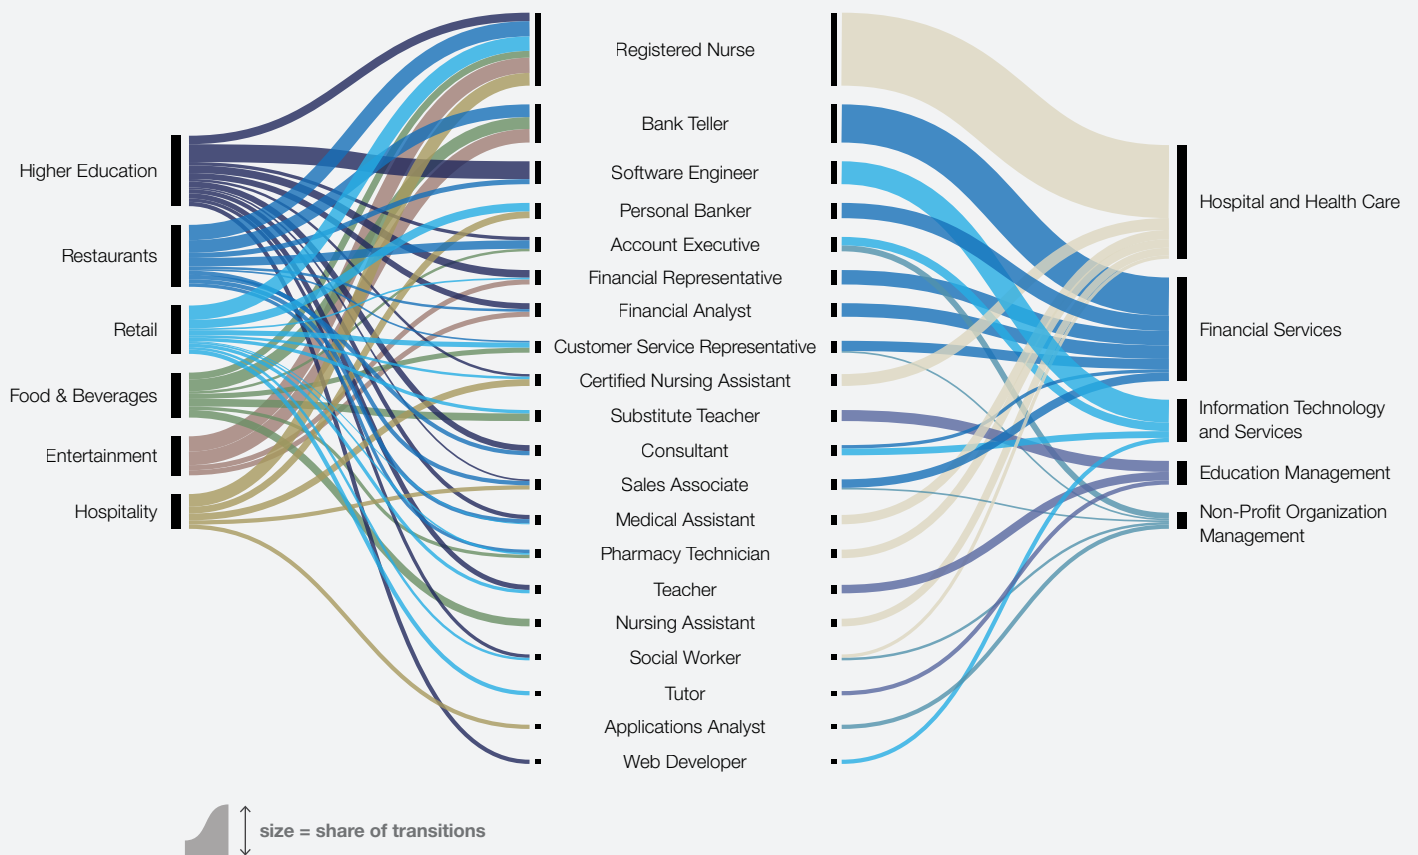 Higher Education
Restaurants
Retail
Food & Beverages
Entertainment
Hospitality
Registered Nurse
Bank Teller
Software Engineer
Personal Banker
Account Executive
Financial Representative
Financial Analyst
Customer Service Representative
Certified Nursing Assistant
Substitute Teacher
Consultant
Sales Associate
Medical Assistant
Pharmacy Technician
Teacher
Nursing Assistant
Social Worker
Tutor
Applications Analyst
Web Developer
Hospital and Health Care
Financial Services
Information Technology
and Services
Education Management
Non-Profit Organization
Management
size = share of transitions